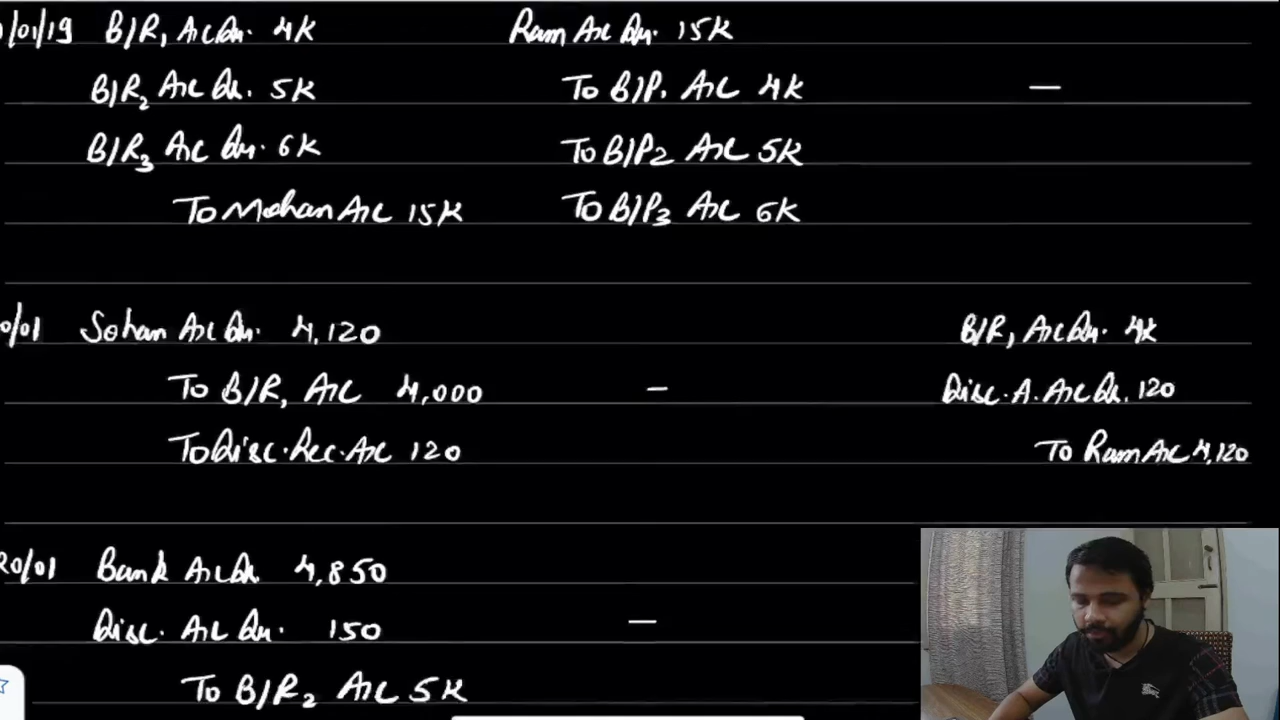 /01/19 B/R1 A/c Dr. 4K Ram A/c Dr. 15K
B/R2 A/c Dr. 5K To B/P1 A/c 4K —
B/R3 A/c Dr. 6K To B/P2 A/c 5K
To Mohan A/c 15K To B/P3 A/c 6K
0/01 Sohan A/c Dr. 4,120 B/R1 A/c Dr. 4K
To B/R1 A/c 4,000 — Disc. A. A/c Dr. 120
To Disc. Rec. A/c 120 To Ram A/c 4,120
20/01 Bank A/c Dr. 4,850
Disc. A/c Dr. 150 —
To B/R2 A/c 5K